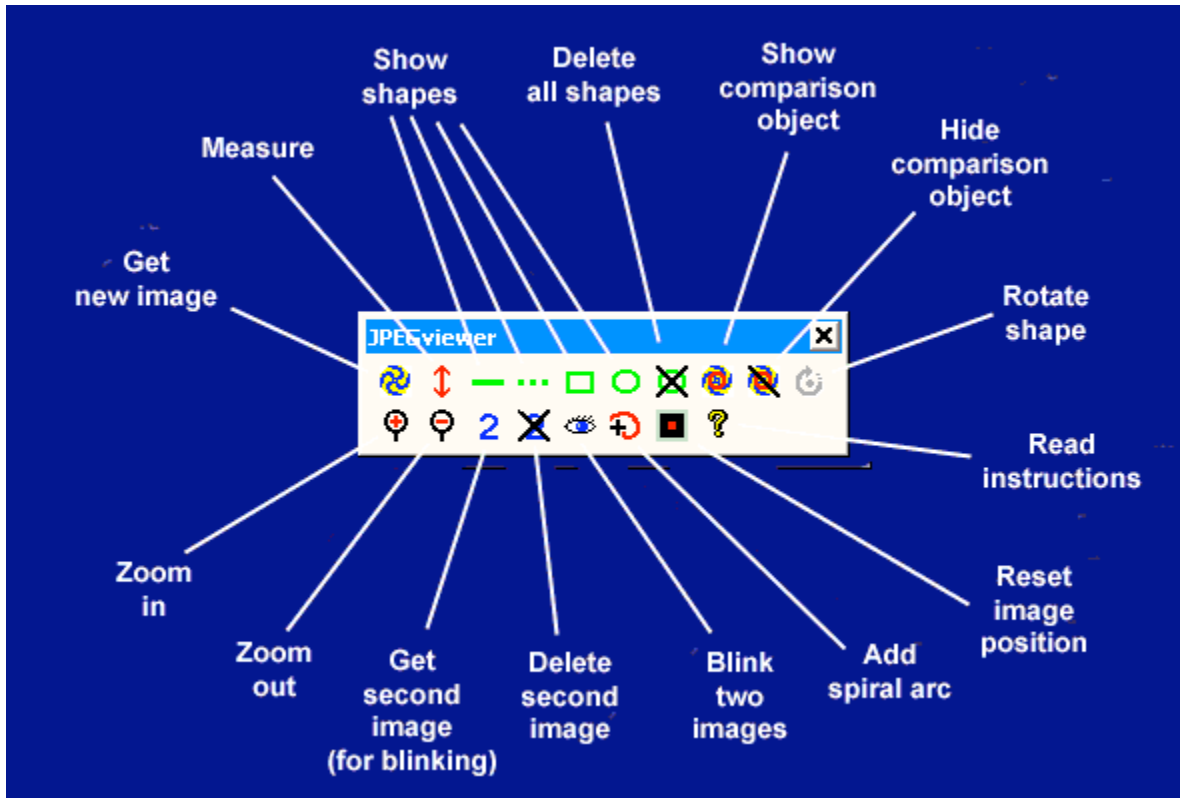 Show
shapes
Delete
all shapes
Show
comparison
object
Measure
Hide
comparison
object
Get
new image
Rotate
shape
JPEGviewer
2
2
?
Read
instructions
Zoom
in
Reset
image
position
Zoom
out
Get
second
image
(for blinking)
Delete
second
image
Blink
two
images
Add
spiral arc